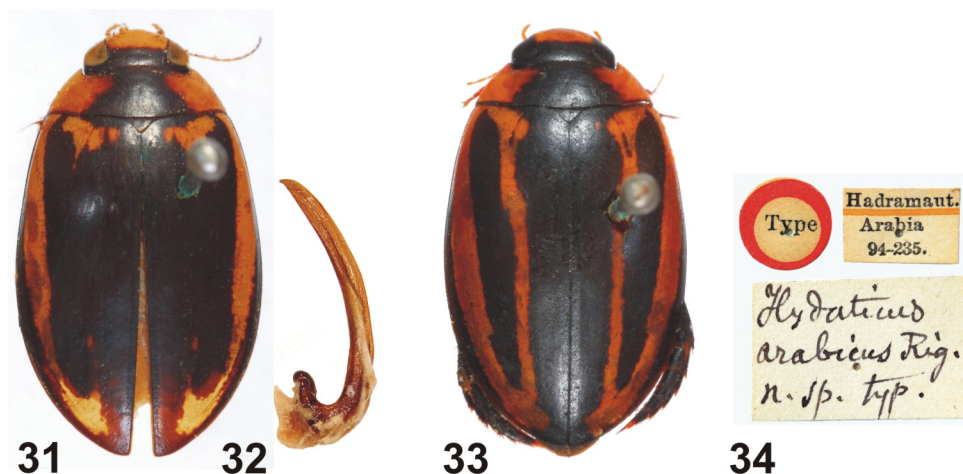 Type
Hadramaut.
Arabia
94-235.
Hydaticus
arabicus Rég.
n. sp. typ.
31
32
33
34